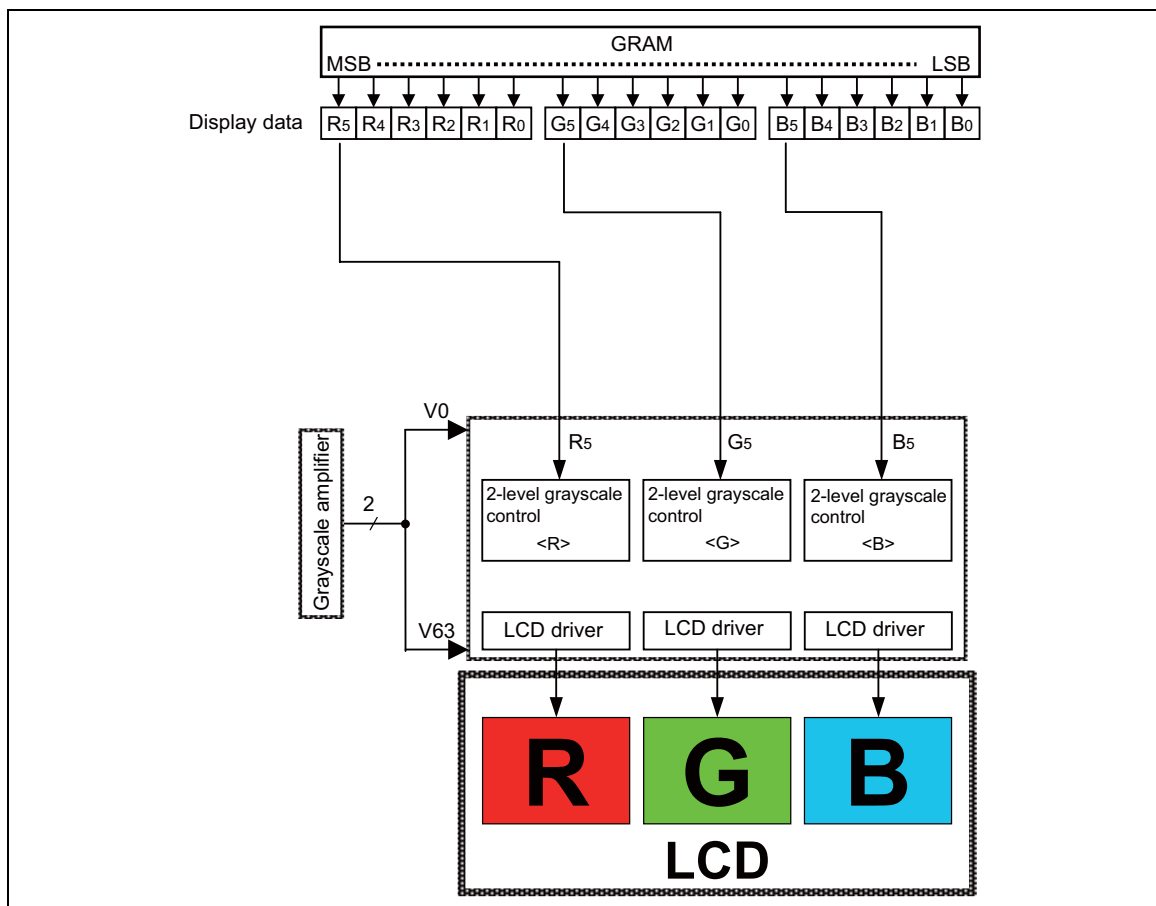 GRAM
MSB LSB
Display data R5 R4 R3 R2 R1 R0 G5 G4 G3 G2 G1 G0 B5 B4 B3 B2 B1 B0
V0
R5 G5 B5
Grayscale amplifier
2
2-level grayscale control <R>
2-level grayscale control <G>
2-level grayscale control <B>
V63
LCD driver LCD driver LCD driver
R G B
LCD